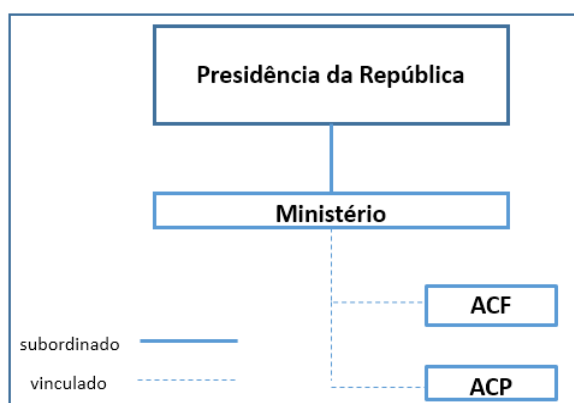 Presidência da República
Ministério
ACF
subordinado
vinculado
ACP